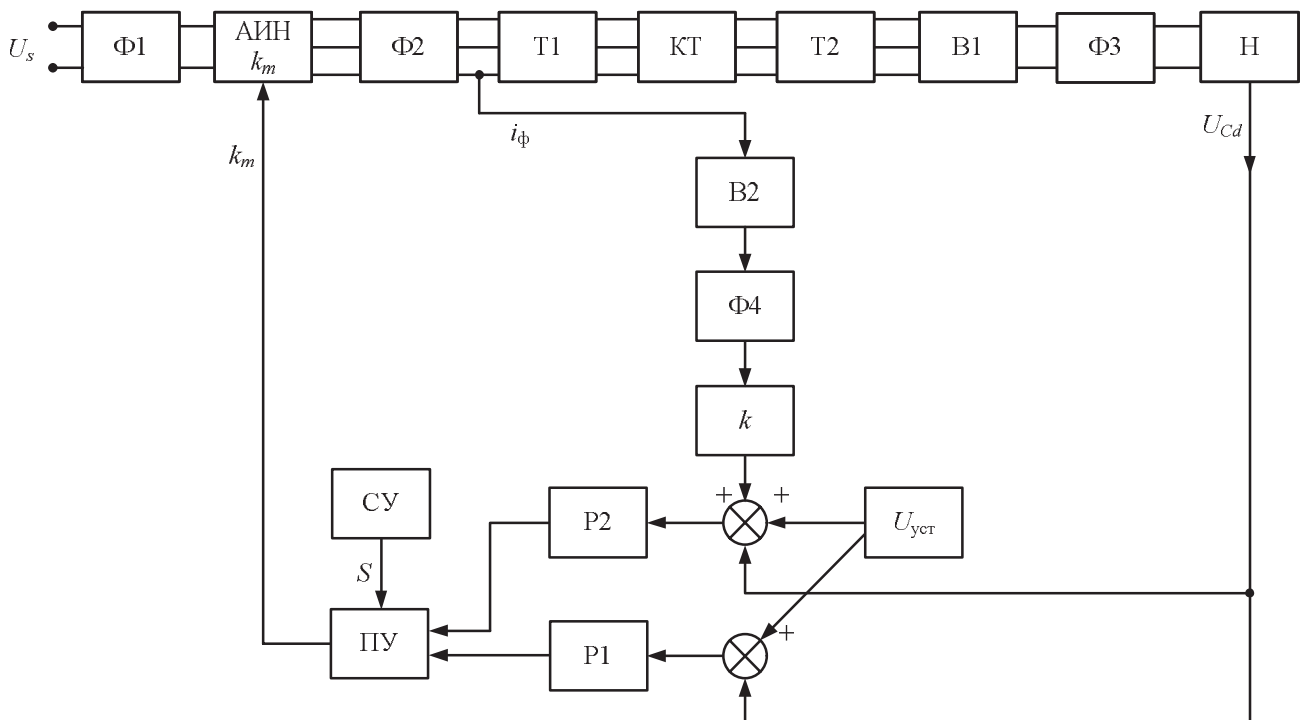 U_s
Ф1
АИН
k_m
Ф2
Т1
КТ
Т2
В1
Ф3
Н
i_ф
U_Cd
k_m
В2
Ф4
k
СУ
Р2
+
+
U_уст
S
ПУ
Р1
+